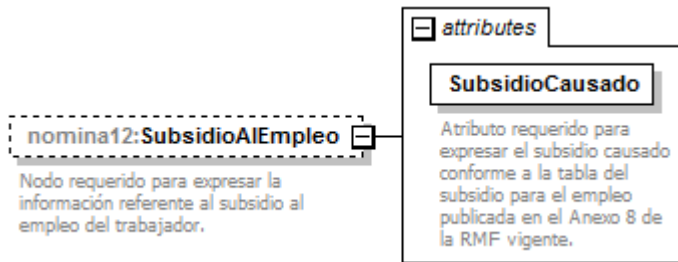 attributes
SubsidioCausado
Atributo requerido para
expresar el subsidio causado
conforme a la tabla del
subsidio para el empleo
publicada en el Anexo 8 de
la RMF vigente.
nomina12:SubsidioAlEmpleo
Nodo requerido para expresar la
información referente al subsidio al
empleo del trabajador.